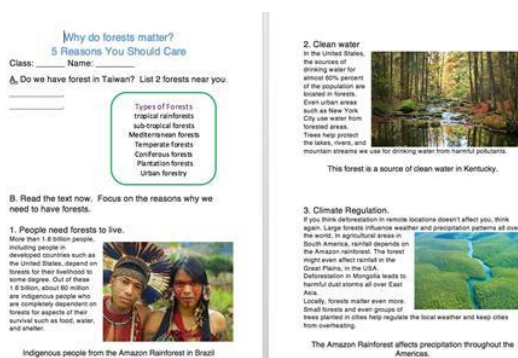 Why do forests matter?
5 Reasons You Should Care
Class: ______ Name: ________
A. Do we have forest in Taiwan? List 2 forests near you.
____________.
____________.
Types of Forests
tropical rainforests
sub-tropical forests
Mediterranean forests
Temperate forests
Coniferous forests
Plantation forests
Urban forestry
B. Read the text now. Focus on the reasons why we
need to have forests.
1. People need forests to live.
More than 1.6 billion people,
including people in
developed countries such as
the United States, depend on
forests for their livelihood to
some degree. Out of these
1.6 billion, about 60 million
are indigenous people who
are completely dependent on
forests for aspects of their
survival such as food, water,
and shelter.
Indigenous people from the Amazon Rainforest in Brazil
2. Clean water
In the United States,
the sources of
drinking water for
almost 60% percent
of the population are
located in forests.
Even urban areas
such as New York
City use water from
forested areas.
Trees help protect
the lakes, rivers, and
mountain streams we use for drinking water from harmful pollutants.
This forest is a source of clean water in Kentucky.
3. Climate Regulation.
If you think deforestation in remote locations doesn't affect you, think
again. Large forests influence weather and precipitation patterns all ove
the world. In agricultural areas in
South America, rainfall depends on
the Amazon rainforest. The forest
might even affect rainfall in the
Great Plains, in the USA.
Deforestation in Mongolia leads to
harmful dust storms all over East
Asia.
Locally, forests matter even more.
Small forests and even groups of
trees planted in cities help regulate the local weather and keep cities
from overheating.
The Amazon Rainforest affects precipitation throughout the
Americas.